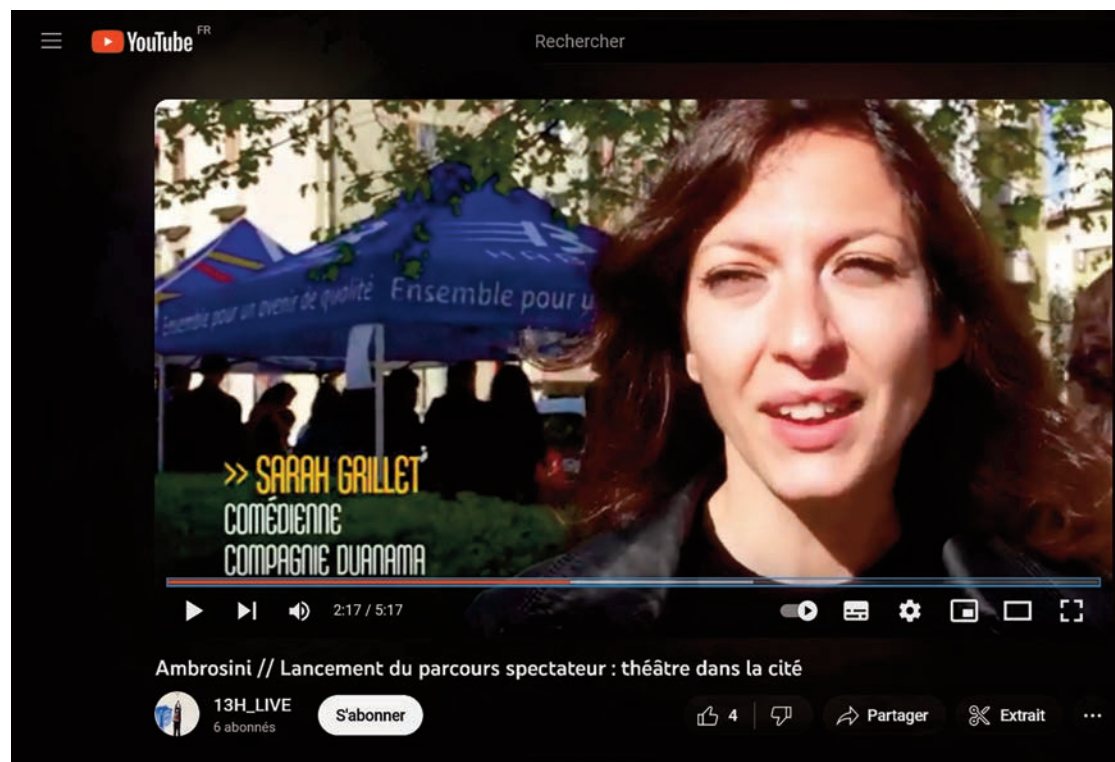 YouTube FR
Rechercher
Ensemble pour un avenir de qualité Ensemble pour u
>> SARAH GRILLET
COMÉDIENNE
COMPAGNIE DUANAMA
2:17 / 5:17
Ambrosini // Lancement du parcours spectateur : théâtre dans la cité
13H_LIVE
6 abonnés
S'abonner
4
Partager
Extrait